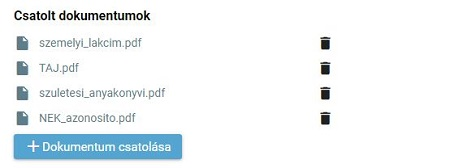 Csatolt dokumentumok
szemelyi_lakcim.pdf
TAJ.pdf
szuletesi_anyakonyvi.pdf
NEK_azonosito.pdf
+ Dokumentum csatolása